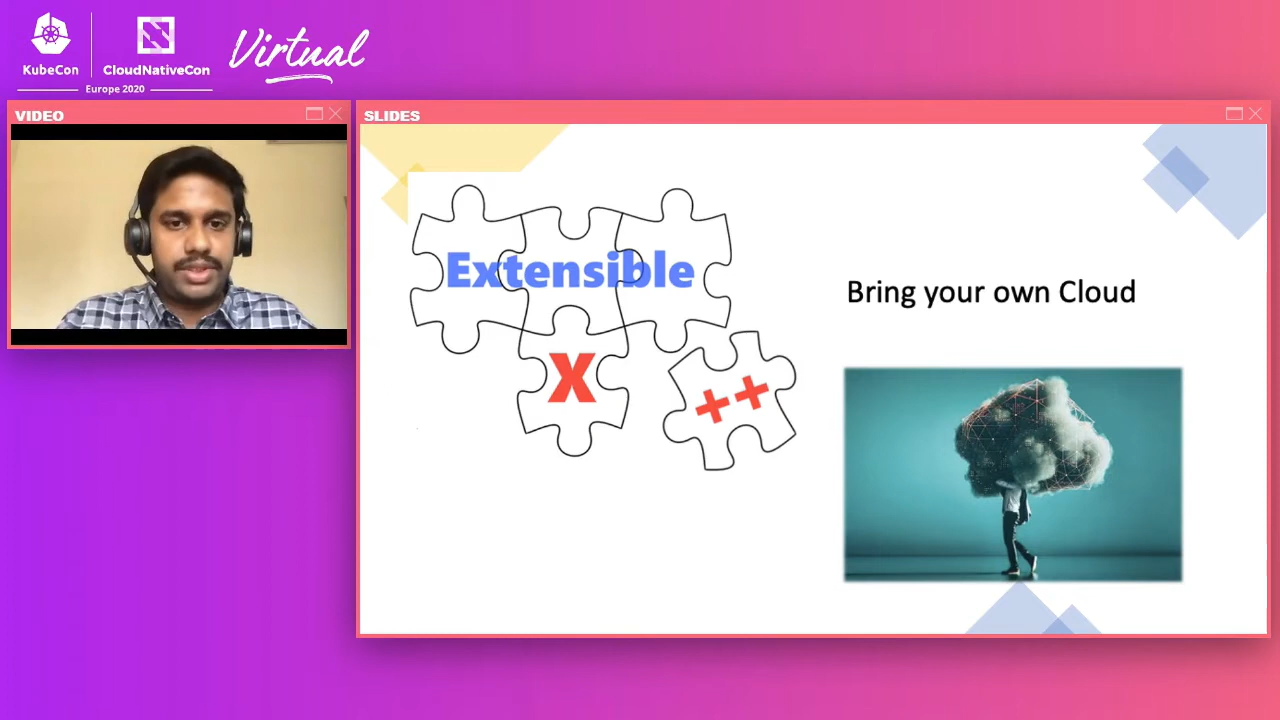 KubeCon
CloudNativeCon
Europe 2020
Virtual
VIDEO
SLIDES
Extensible
X
++
Bring your own Cloud